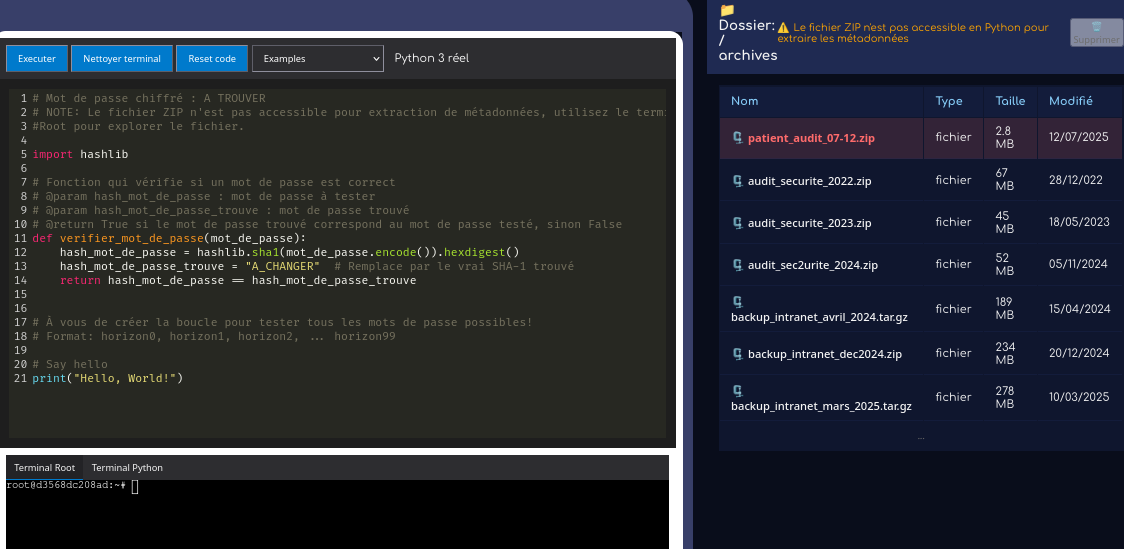 Executer
Nettoyer terminal
Reset code
Examples
Python 3 réel
1 # Mot de passe chiffré : A TROUVER
2 # NOTE: Le fichier ZIP n'est pas accessible pour extraction de métadonnées, utilisez le term
3 #Root pour explorer le fichier.
4
5 import hashlib
6
7 # Fonction qui vérifie si un mot de passe est correct
8 # @param hash_mot_de_passe : mot de passe à tester
9 # @param hash_mot_de_passe_trouve : mot de passe trouvé
10 # @return True si le mot de passe trouvé correspond au mot de passe testé, sinon False
11 def verifier_mot_de_passe(mot_de_passe):
12 hash_mot_de_passe = hashlib.sha1(mot_de_passe.encode()).hexdigest()
13 hash_mot_de_passe_trouve = "A_CHANGER" # Remplace par le vrai SHA-1 trouvé
14 return hash_mot_de_passe == hash_mot_de_passe_trouve
15
16
17 # À vous de créer la boucle pour tester tous les mots de passe possibles!
18 # Format: horizon0, horizon1, horizon2, ... horizon99
19
20 # Say hello
21 print("Hello, World!")
Terminal Root
Terminal Python
root@d3568dc208ad:~#
Dossier:
/
archives
⚠️ Le fichier ZIP n'est pas accessible en Python pour
extraire les métadonnées
Supprimer
Nom Type Taille Modifié
patient_audit_07-12.zip fichier 2.8 MB 12/07/2025
audit_securite_2022.zip fichier 67 MB 28/12/022
audit_securite_2023.zip fichier 45 MB 18/05/2023
audit_sec2urite_2024.zip fichier 52 MB 05/11/2024
backup_intranet_avril_2024.tar.gz fichier 189 MB 15/04/2024
backup_intranet_dec2024.zip fichier 234 MB 20/12/2024
backup_intranet_mars_2025.tar.gz fichier 278 MB 10/03/2025
...